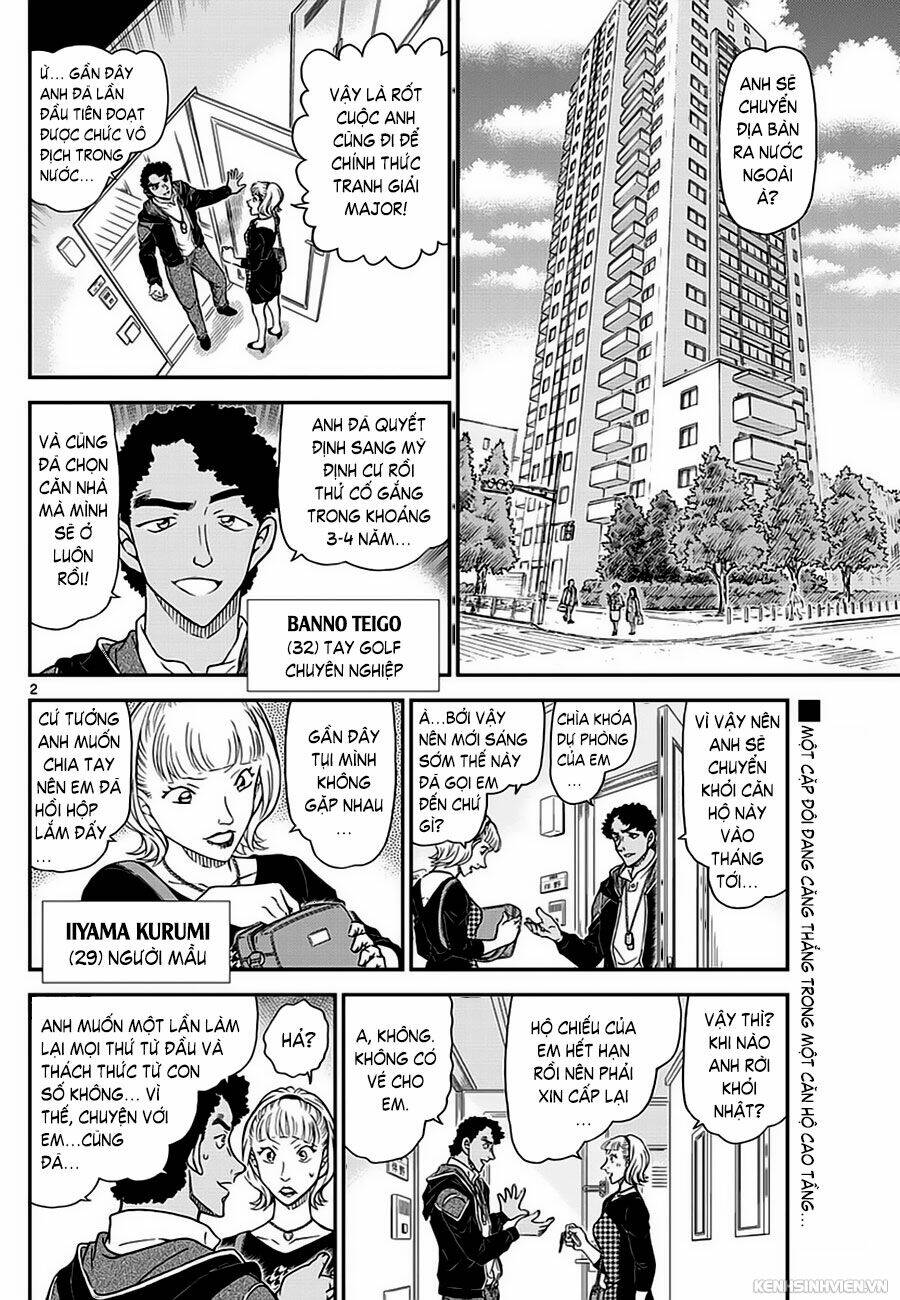 ANH SẼ
CHUYỂN
ĐỊA BÀN
RA NƯỚC
NGOÀI
À?
VẬY LÀ RỐT
CUỘC ANH
CŨNG ĐI ĐỂ
CHÍNH THỨC
TRANH GIẢI
MAJOR!
Ừ... GẦN ĐÂY
ANH ĐÃ LẦN
ĐẦU TIÊN ĐOẠT
ĐƯỢC CHỨC VÔ
ĐỊCH TRONG
NƯỚC...
ANH ĐÃ QUYẾT
ĐỊNH SANG MỸ
ĐỊNH CƯ RỒI
THỬ CỐ GẮNG
TRONG KHOẢNG
3-4 NĂM...
VÀ CŨNG
ĐÃ CHỌN
CĂN NHÀ
MÀ MÌNH
SẼ Ở
LUÔN
RỒI!
BANNO TEIGO
(32) TAY GOLF
CHUYÊN NGHIỆP
2
MỘT CẶP ĐÔI ĐANG CĂNG THẲNG TRONG MỘT CĂN HỘ CAO TẦNG...
VÌ VẬY NÊN
ANH SẼ
CHUYỂN
KHỎI CĂN
HỘ NÀY
VÀO
THÁNG
TỚI...
CHÌA KHÓA
DỰ PHÒNG
CỦA EM
...
À...BỞI VẬY
NÊN MỚI SÁNG
SỚM THẾ NÀY
ĐÃ GỌI EM
ĐẾN CHỨ
GÌ?
GẦN ĐÂY
TỤI MÌNH
KHÔNG
GẶP NHAU
...
CỨ TƯỞNG
ANH MUỐN
CHIA TAY
NÊN EM ĐÃ
HỒI HỘP
LẮM ĐẤY
...
IIYAMA KURUMI
(29) NGƯỜI MẪU
VẬY THÌ?
KHI NÀO
ANH RỜI
KHỎI
NHẬT?
HỘ CHIẾU CỦA
EM HẾT HẠN
RỒI NÊN PHẢI
XIN CẤP LẠI
...
A, KHÔNG.
KHÔNG CÓ
VÉ CHO
EM.
HẢ?
ANH MUỐN MỘT LẦN LÀM
LẠI MỌI THỨ TỪ ĐẦU VÀ
THÁCH THỨC TỪ CON
SỐ KHÔNG... VÌ
THẾ, CHUYỆN VỚI
EM...CŨNG
ĐÃ...
KENHSINHVIEN.VN